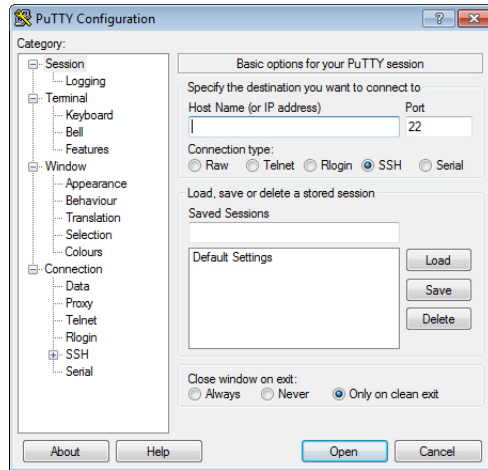 PuTTY Configuration
Category:
Session
Logging
Terminal
Keyboard
Bell
Features
Window
Appearance
Behaviour
Translation
Selection
Colours
Connection
Data
Proxy
Telnet
Rlogin
SSH
Serial
Basic options for your PuTTY session
Specify the destination you want to connect to
Host Name (or IP address) Port
22
Connection type:
Raw Telnet Rlogin SSH Serial
Load, save or delete a stored session
Saved Sessions
Default Settings
Load
Save
Delete
Close window on exit:
Always Never Only on clean exit
About Help Open Cancel